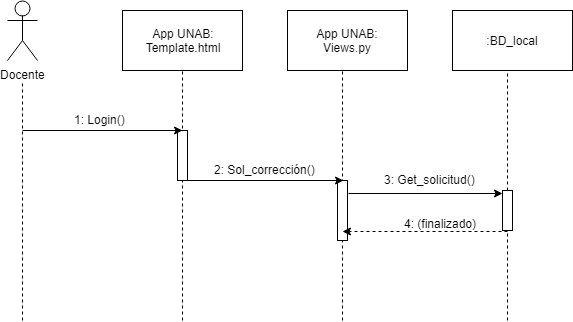 App UNAB:
Template.html
App UNAB:
Views.py
:BD_local
Docente
1: Login()
2: Sol_corrección()
3: Get_solicitud()
4: (finalizado)